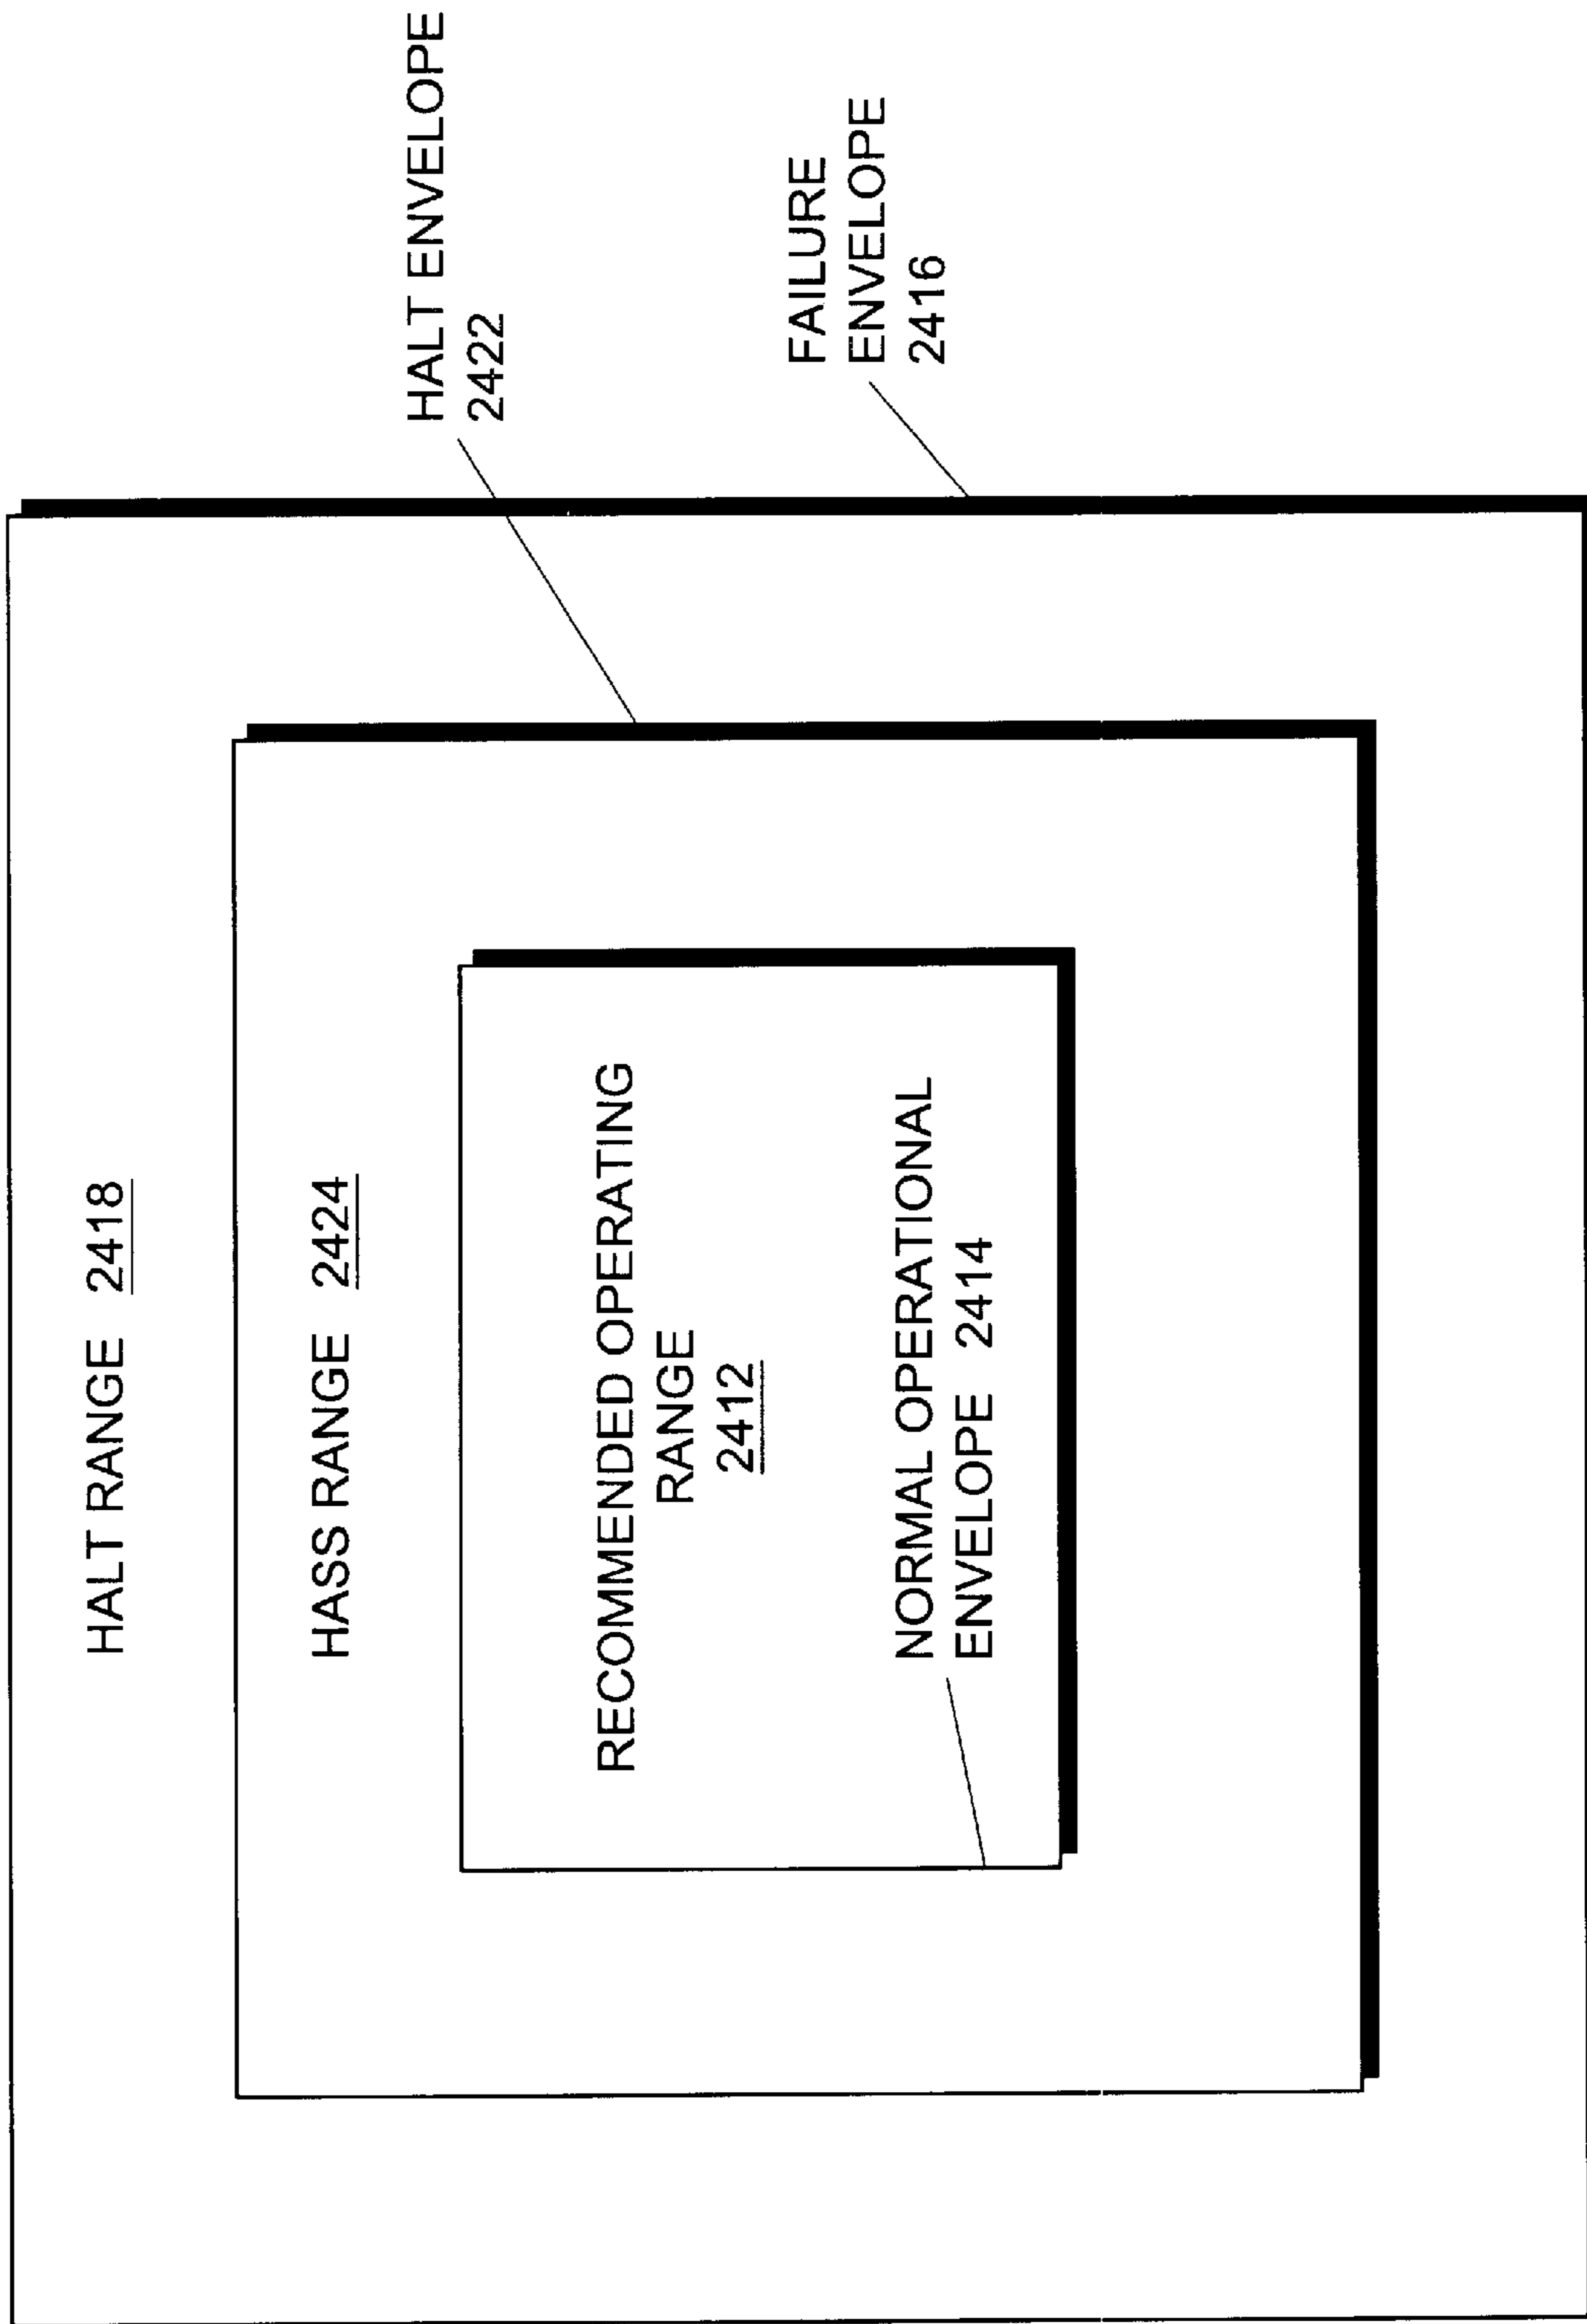 HALT RANGE 2418
HASS RANGE 2424
HALT ENVELOPE
2422
RECOMMENDED OPERATING
RANGE
2412
FAILURE
ENVELOPE
2416
NORMAL OPERATIONAL
ENVELOPE 2414